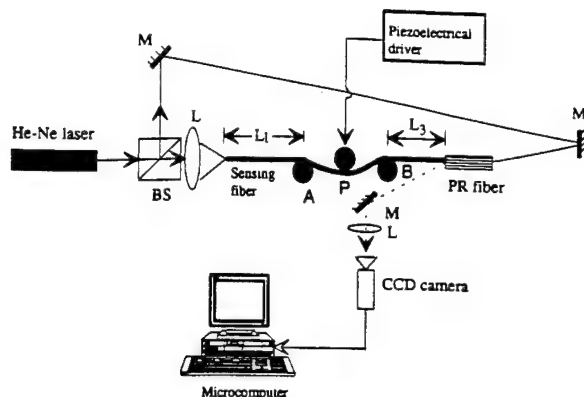 Piezoelectrical
driver
M
L
He-Ne laser
L1
L3
M
BS
Sensing
fiber
A
P
B
PR fiber
M
L
CCD camera
Microcomputer